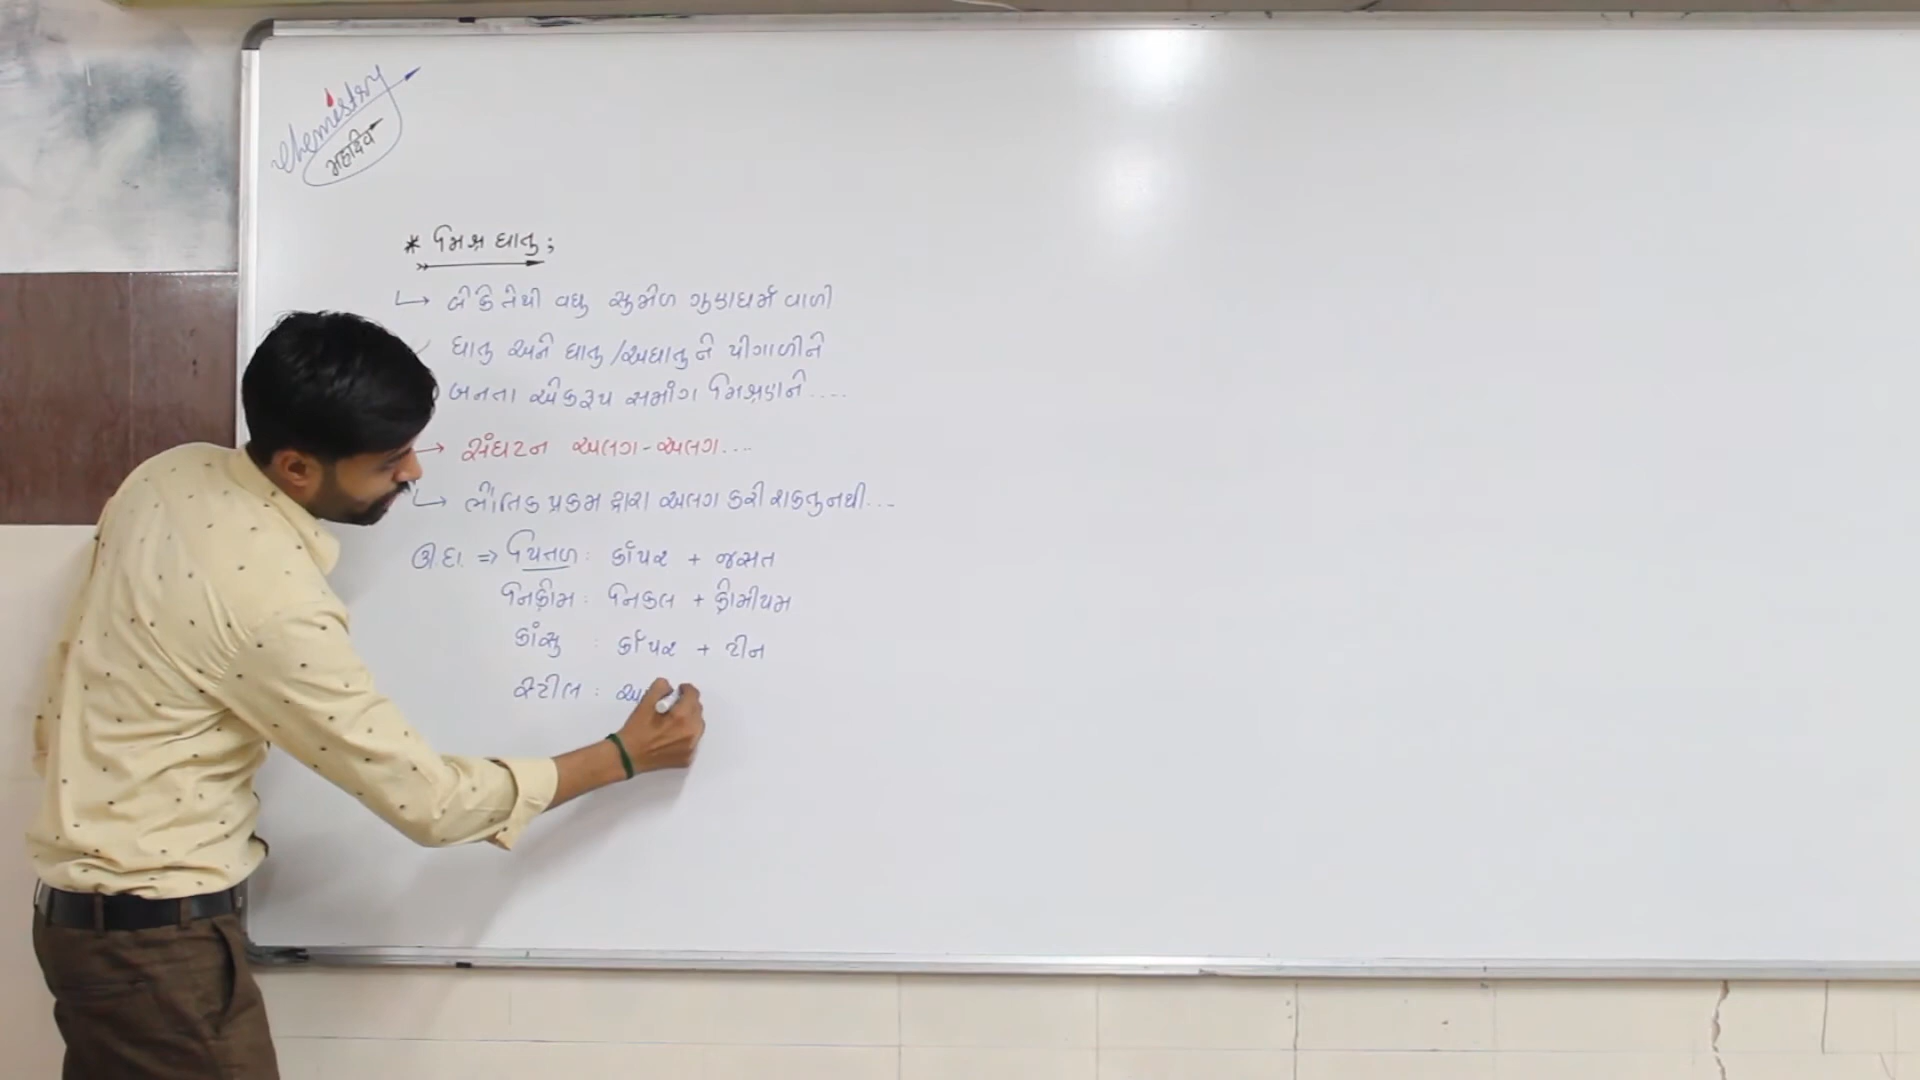 Chemistry
મહાદેવ
* મિશ્રધાતુ :
↳ બે કે તેથી વધુ સુમેળ ગુણધર્મ વાળી
ધાતુ અને ધાતુ/અધાતુને પીગાળીને
બનતા એકરૂપ સમાંગ મિશ્રણને....
→ સંઘટન અલગ-અલગ....
↳ ભૌતિક પ્રક્રમ દ્વારા અલગ કરી શકતુ નથી...
ઊ.દા. ⇒ પિત્તળ : કૉપર + જસત
નિક્રોમ : નિકલ + ક્રોમીયમ
કાંસુ : કૉપર + ટીન
સ્ટીલ :